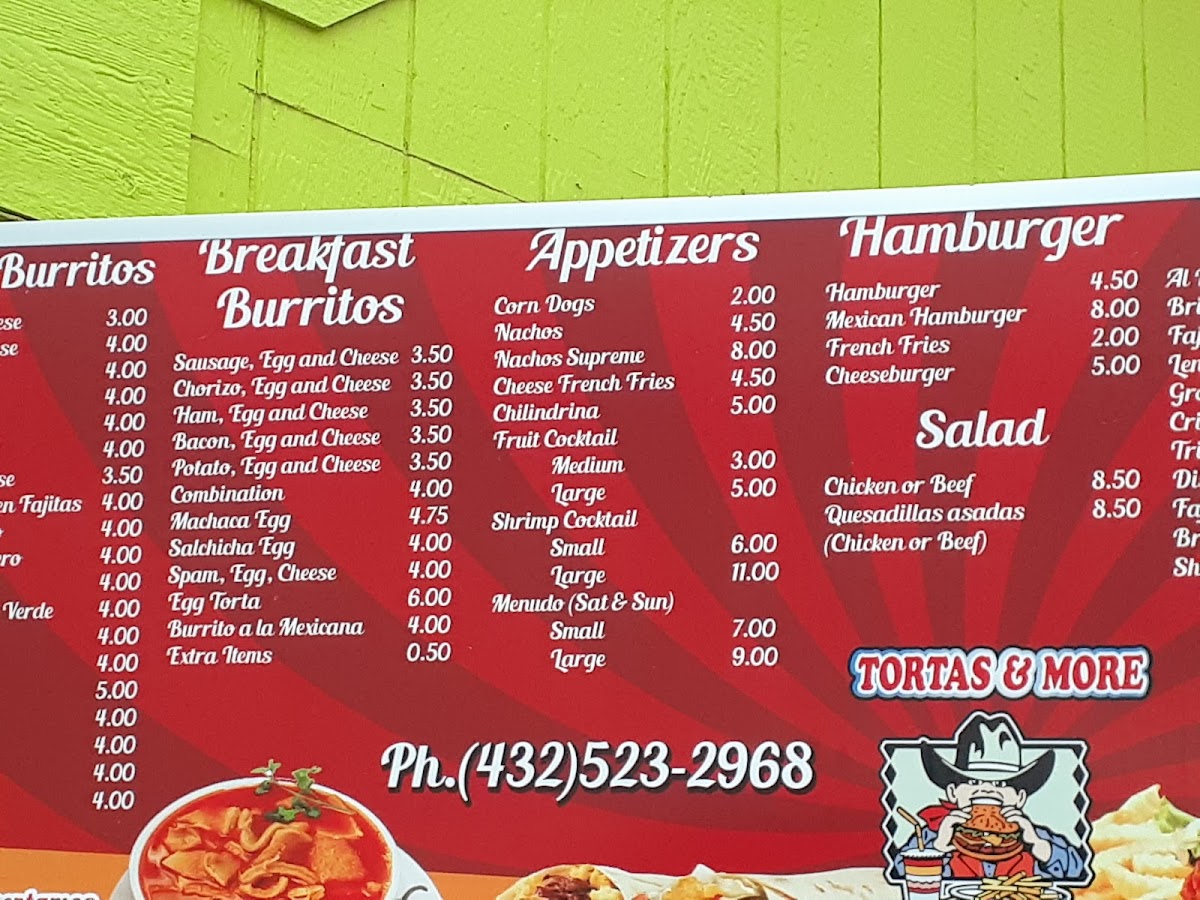 Burritos
3.00
4.00
4.00
4.00
4.00
4.00
3.50
Fajitas 4.00
4.00
4.00
4.00
Verde 4.00
4.00
4.00
5.00
4.00
4.00
4.00
4.00
Breakfast
Burritos
Sausage, Egg and Cheese 3.50
Chorizo, Egg and Cheese 3.50
Ham, Egg and Cheese 3.50
Bacon, Egg and Cheese 3.50
Potato, Egg and Cheese 3.50
Combination 4.00
Machaca Egg 4.75
Salchicha Egg 4.00
Spam, Egg, Cheese 4.00
Egg Torta 6.00
Burrito a la Mexicana 4.00
Extra Items 0.50
Appetizers
Corn Dogs 2.00
Nachos 4.50
Nachos Supreme 8.00
Cheese French Fries 4.50
Chilindrina 5.00
Fruit Cocktail
Medium 3.00
Large 5.00
Shrimp Cocktail
Small 6.00
Large 11.00
Menudo (Sat & Sun)
Small 7.00
Large 9.00
Hamburger
Hamburger 4.50
Mexican Hamburger 8.00
French Fries 2.00
Cheeseburger 5.00
Salad
Chicken or Beef 8.50
Quesadillas asadas 8.50
(Chicken or Beef)
Al
TORTAS & MORE
Ph.(432)523-2968